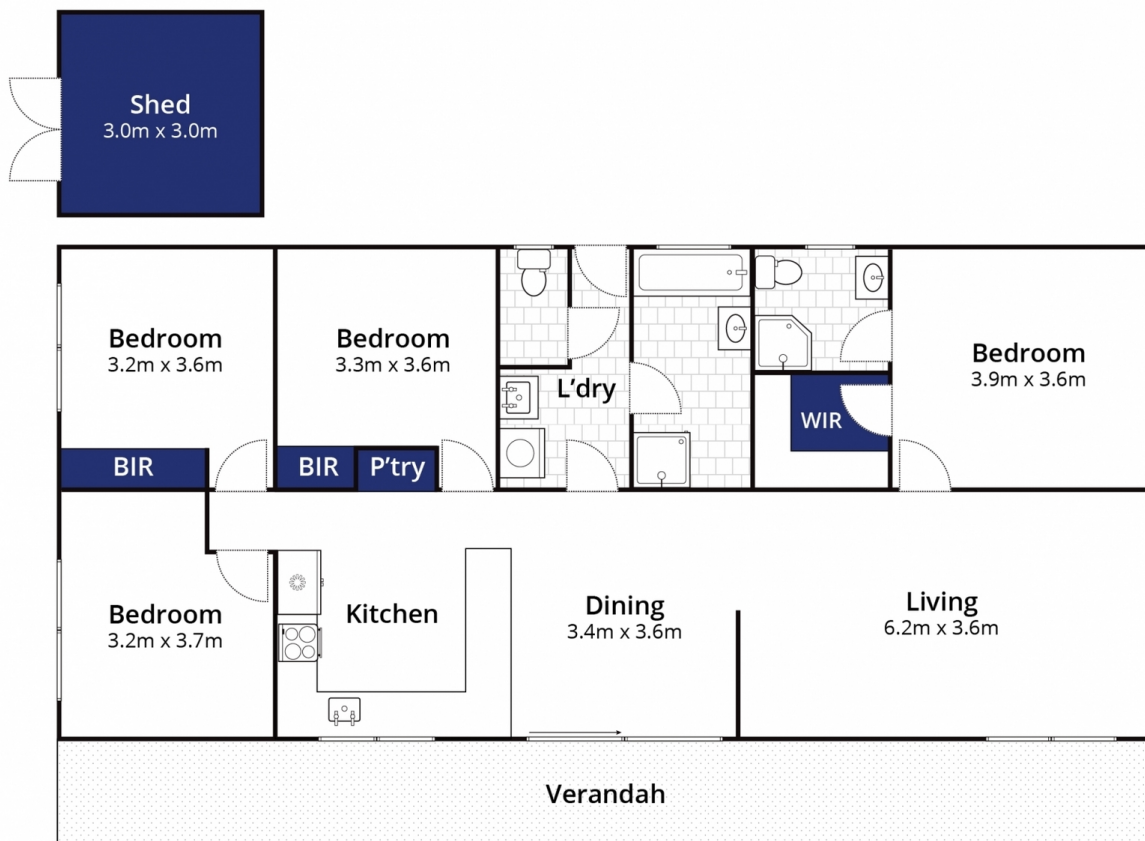 Shed
3.0m x 3.0m
Bedroom
3.2m x 3.6m
Bedroom
3.3m x 3.6m
L'dry
Bedroom
3.9m x 3.6m
WIR
BIR
BIR
P'try
Bedroom
3.2m x 3.7m
Kitchen
Dining
3.4m x 3.6m
Living
6.2m x 3.6m
Verandah